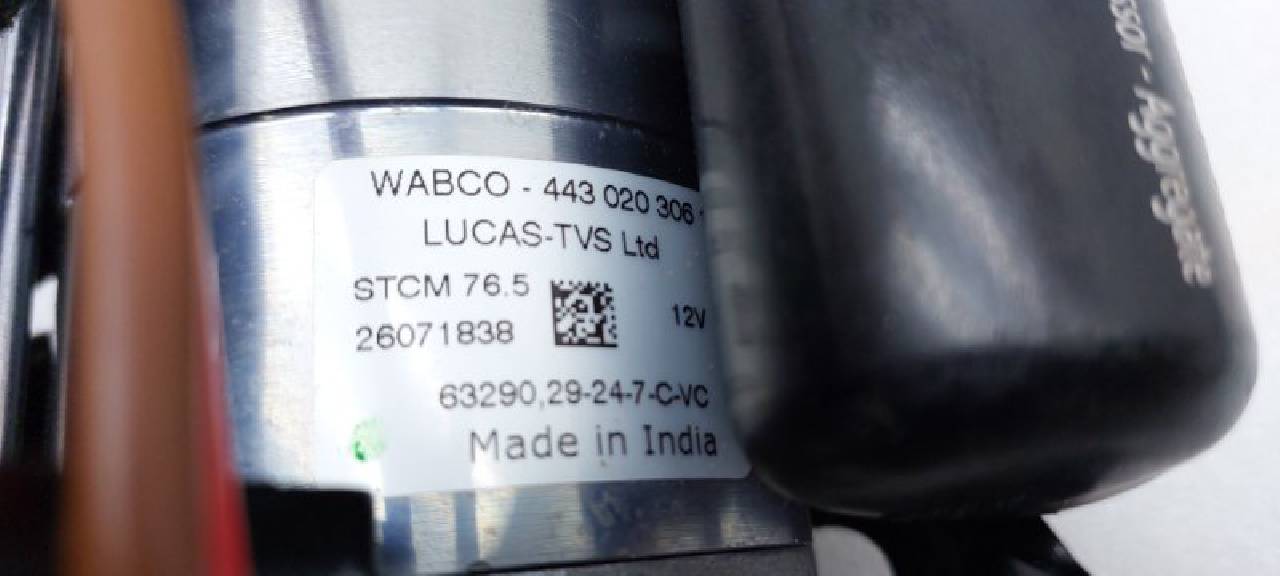 WABCO - 443 020 306
LUCAS-TVS Ltd
STCM 76.5
26071838
12V
63290,29-24-7-C-VC
Made in India
- Aggregate